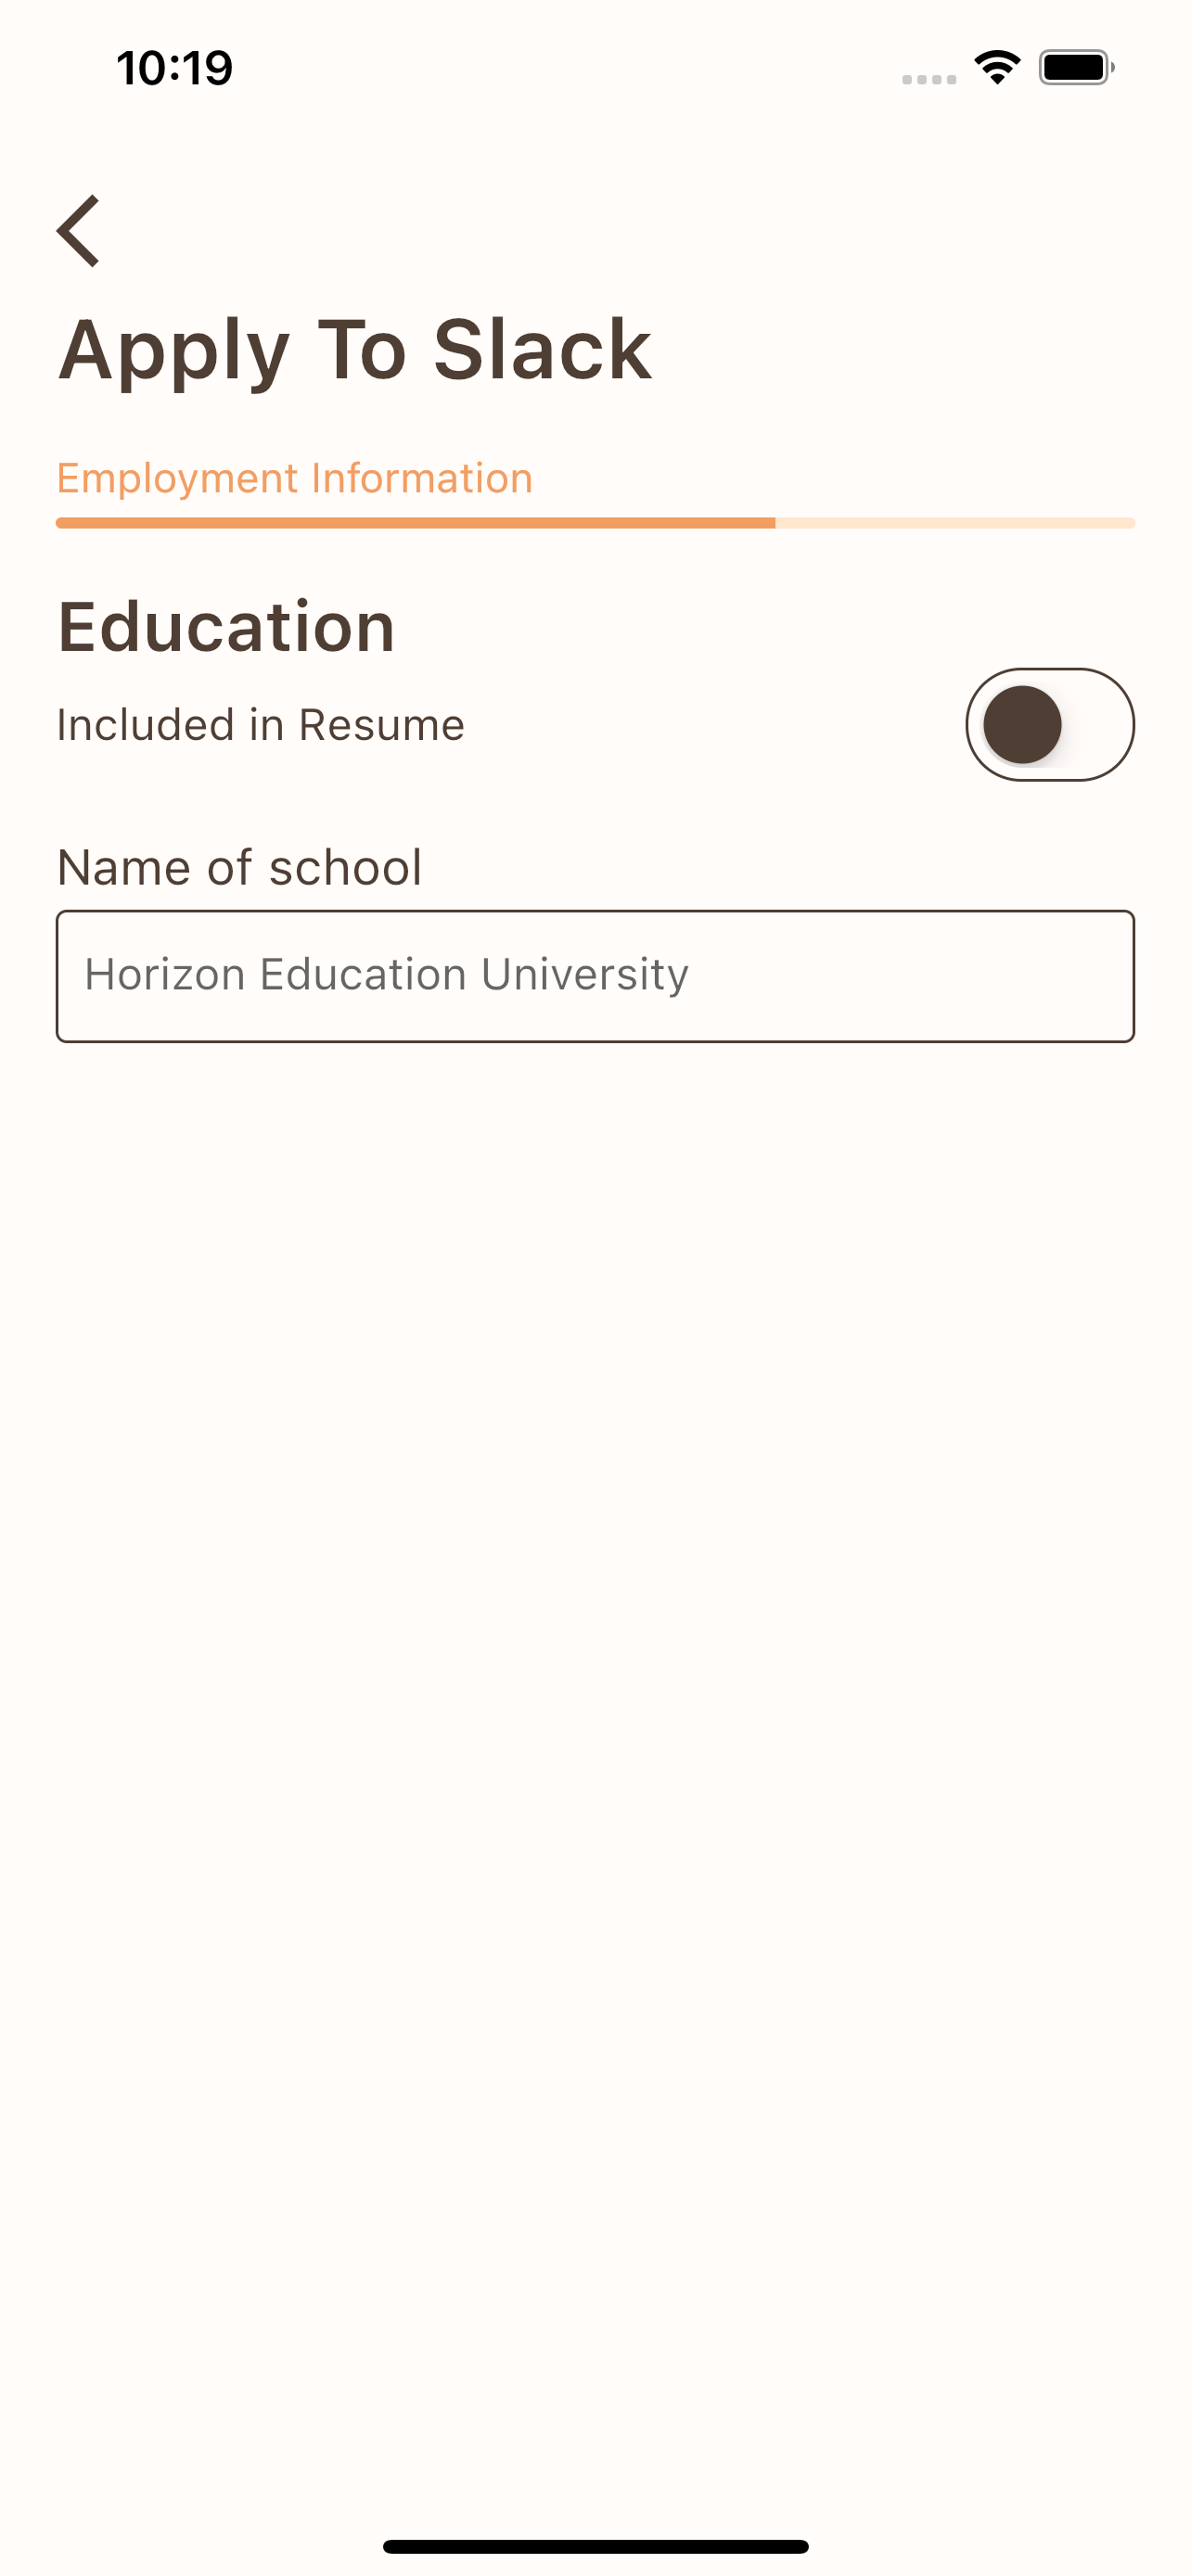 10:19
Apply To Slack
Employment Information
Education
Included in Resume
Name of school
Horizon Education University